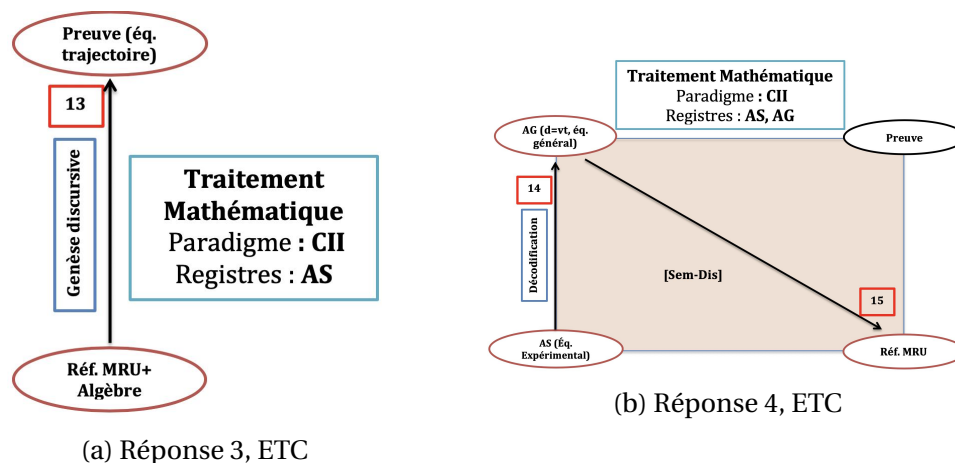 Preuve (éq.
trajectoire)
13
Genèse discursive
Traitement
Mathématique
Paradigme : CII
Registres : AS
Réf. MRU+
Algèbre
(a) Réponse 3, ETC
Traitement Mathématique
Paradigme : CII
Registres : AS, AG
AG (d=vt, éq.
général)
Preuve
14
Décodification
[Sem-Dis]
15
AS (Éq.
Expérimental)
Réf. MRU
(b) Réponse 4, ETC